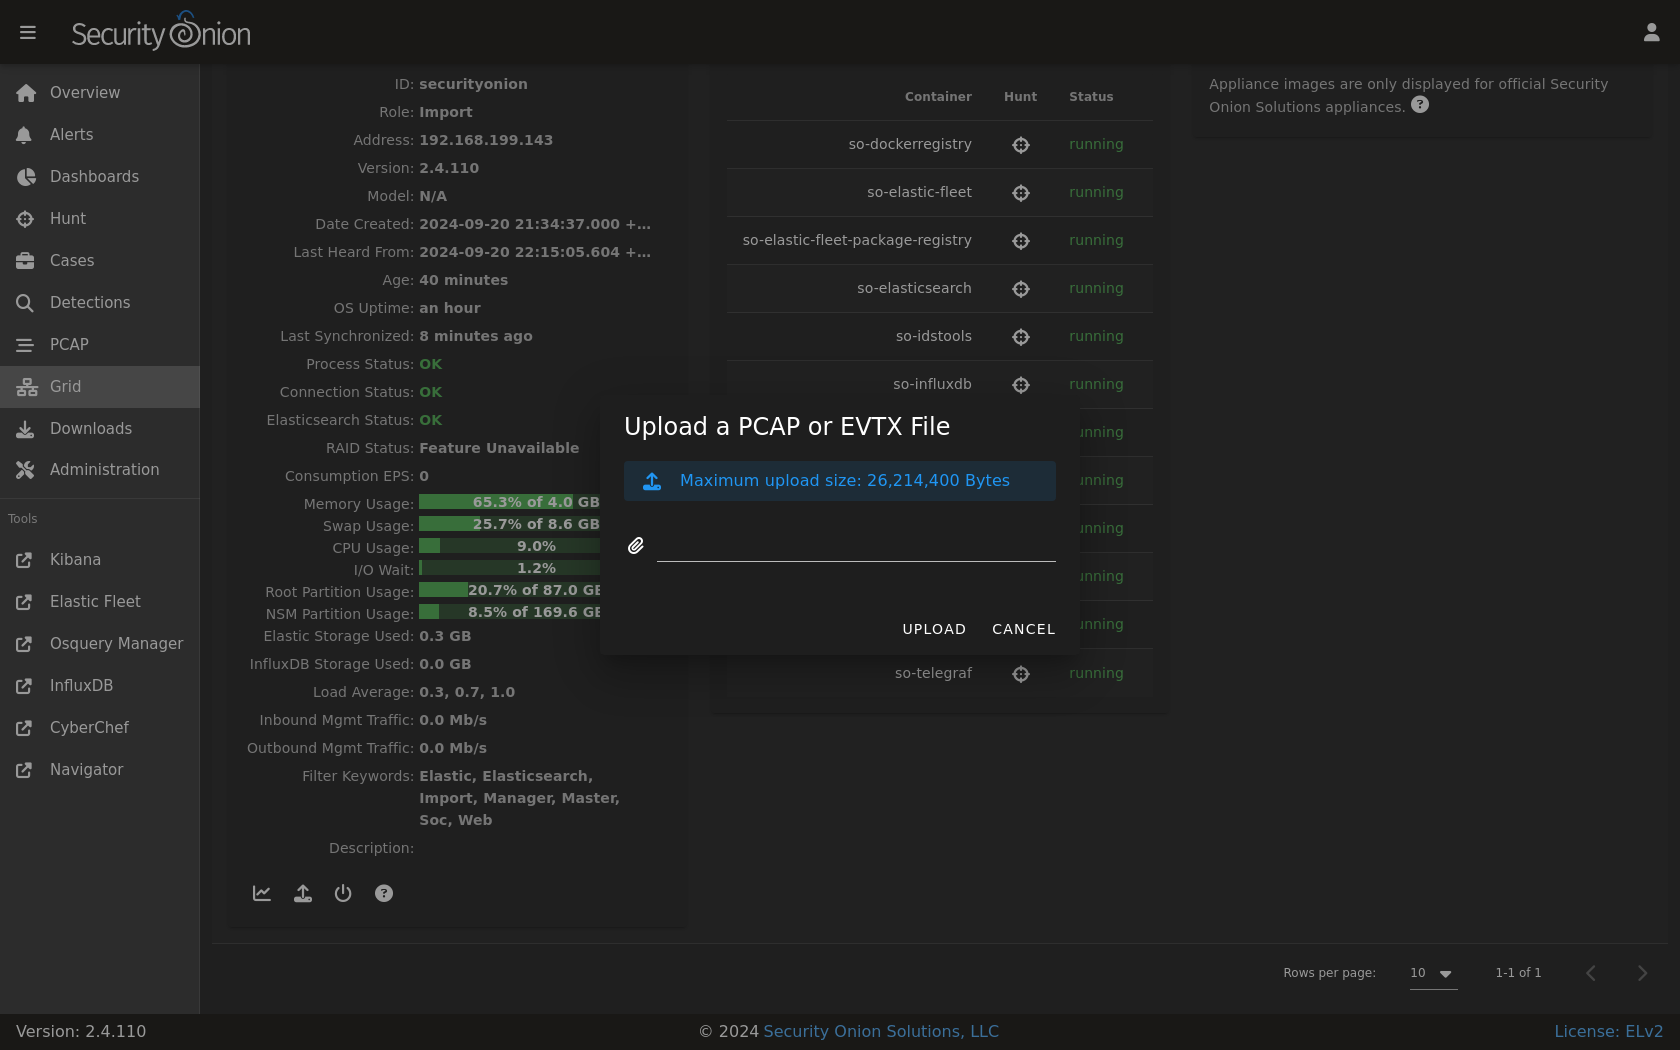 Security Onion
Overview
Alerts
Dashboards
Hunt
Cases
Detections
PCAP
Grid
Downloads
Administration
Tools
Kibana
Elastic Fleet
Osquery Manager
InfluxDB
CyberChef
Navigator
ID: securityonion
Role: Import
Address: 192.168.199.143
Version: 2.4.110
Model: N/A
Date Created: 2024-09-20 21:34:37.000 +...
Last Heard From: 2024-09-20 22:15:05.604 +...
Age: 40 minutes
OS Uptime: an hour
Last Synchronized: 8 minutes ago
Process Status: OK
Connection Status: OK
Elasticsearch Status: OK
RAID Status: Feature Unavailable
Consumption EPS: 0
Memory Usage: 65.3% of 4.0 GB
Swap Usage: 25.7% of 8.6 GB
CPU Usage: 9.0%
I/O Wait: 1.2%
Root Partition Usage: 20.7% of 87.0 GB
NSM Partition Usage: 8.5% of 169.6 GB
Elastic Storage Used: 0.3 GB
InfluxDB Storage Used: 0.0 GB
Load Average: 0.3, 0.7, 1.0
Inbound Mgmt Traffic: 0.0 Mb/s
Outbound Mgmt Traffic: 0.0 Mb/s
Filter Keywords: Elastic, Elasticsearch,
Import, Manager, Master,
Soc, Web
Description:
Container Hunt Status
so-dockerregistry running
so-elastic-fleet running
so-elastic-fleet-package-registry running
so-elasticsearch running
so-idstools running
so-influxdb running
unning
unning
unning
unning
unning
so-telegraf running
Appliance images are only displayed for official Security
Onion Solutions appliances.
Upload a PCAP or EVTX File
Maximum upload size: 26,214,400 Bytes
UPLOAD CANCEL
Rows per page: 10 1-1 of 1
Version: 2.4.110
© 2024 Security Onion Solutions, LLC
License: ELv2